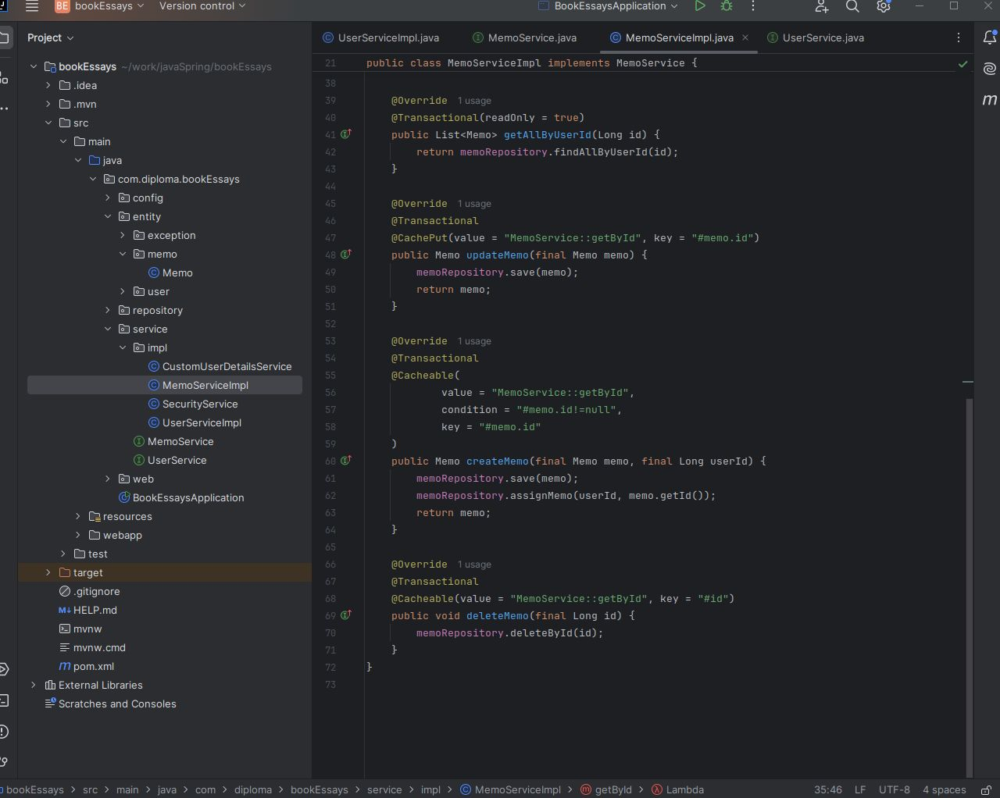 BE bookEssays Version control BookEssaysApplication
Project
bookEssays ~/work/javaSpring/bookEssays
.idea
.mvn
src
main
java
com.diploma.bookEssays
config
entity
exception
memo
Memo
user
repository
service
impl
CustomUserDetailsService
MemoServiceImpl
SecurityService
UserServiceImpl
MemoService
UserService
web
BookEssaysApplication
resources
webapp
test
target
.gitignore
M↓ HELP.md
mvnw
mvnw.cmd
m pom.xml
External Libraries
Scratches and Consoles
UserServiceImpl.java MemoService.java MemoServiceImpl.java UserService.java
21 public class MemoServiceImpl implements MemoService {
38
39 @Override 1 usage
40 @Transactional(readOnly = true)
41 public List<Memo> getAllByUserId(Long id) {
42 return memoRepository.findAllByUserId(id);
43 }
44
45 @Override 1 usage
46 @Transactional
47 @CachePut(value = "MemoService::getById", key = "#memo.id")
48 public Memo updateMemo(final Memo memo) {
49 memoRepository.save(memo);
50 return memo;
51 }
52
53 @Override 1 usage
54 @Transactional
55 @Cacheable(
56 value = "MemoService::getById",
57 condition = "#memo.id!=null",
58 key = "#memo.id"
59 )
60 public Memo createMemo(final Memo memo, final Long userId) {
61 memoRepository.save(memo);
62 memoRepository.assignMemo(userId, memo.getId());
63 return memo;
64 }
65
66 @Override 1 usage
67 @Transactional
68 @Cacheable(value = "MemoService::getById", key = "#id")
69 public void deleteMemo(final Long id) {
70 memoRepository.deleteById(id);
71 }
72 }
73
m
bookEssays > src > main > java > com > diploma > bookEssays > service > impl > MemoServiceImpl > getById > Lambda 35:46 LF UTF-8 4 spaces